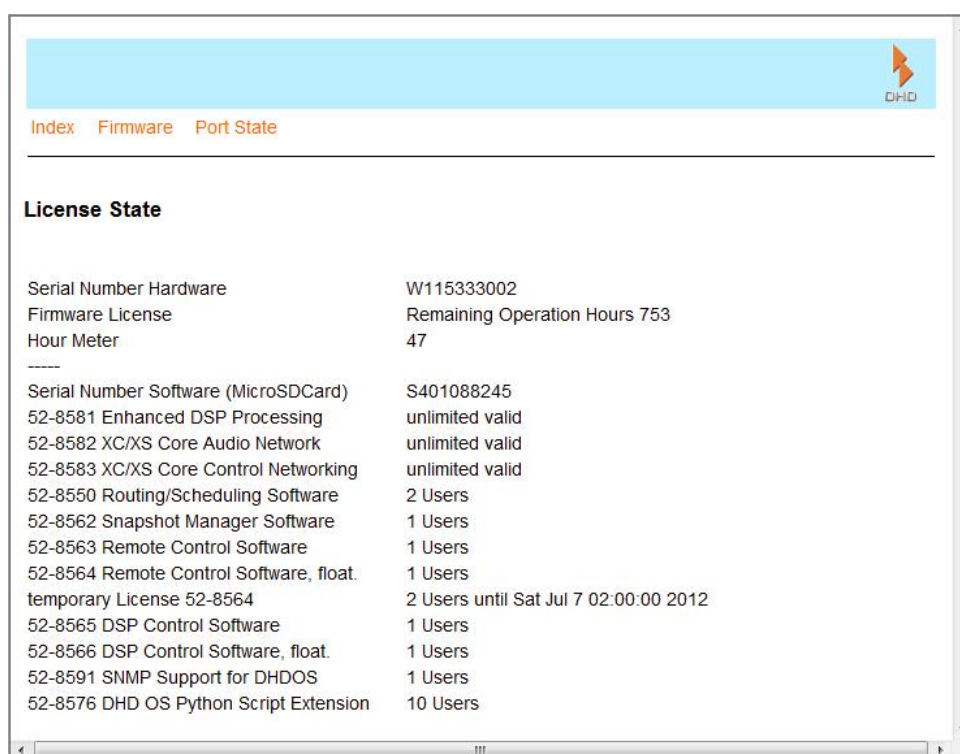 DHD
Index Firmware Port State
License State
Serial Number Hardware W115333002
Firmware License Remaining Operation Hours 753
Hour Meter 47
-----
Serial Number Software (MicroSDCard) S401088245
52-8581 Enhanced DSP Processing unlimited valid
52-8582 XC/XS Core Audio Network unlimited valid
52-8583 XC/XS Core Control Networking unlimited valid
52-8550 Routing/Scheduling Software 2 Users
52-8562 Snapshot Manager Software 1 Users
52-8563 Remote Control Software 1 Users
52-8564 Remote Control Software, float. 1 Users
temporary License 52-8564 2 Users until Sat Jul 7 02:00:00 2012
52-8565 DSP Control Software 1 Users
52-8566 DSP Control Software, float. 1 Users
52-8591 SNMP Support for DHDOS 1 Users
52-8576 DHD OS Python Script Extension 10 Users